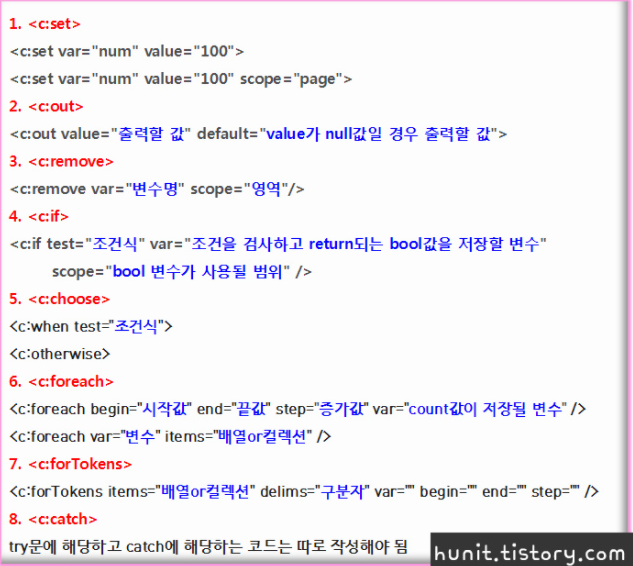 1. <c:set>
<c:set var="num" value="100">
<c:set var="num" value="100" scope="page">
2. <c:out>
<c:out value="출력할 값" default="value가 null값일 경우 출력할 값">
3. <c:remove>
<c:remove var="변수명" scope="영역"/>
4. <c:if>
<c:if test="조건식" var="조건을 검사하고 return되는 bool값을 저장할 변수"
scope="bool 변수가 사용될 범위" />
5. <c:choose>
<c:when test="조건식">
<c:otherwise>
6. <c:foreach>
<c:foreach begin="시작값" end="끝값" step="증가값" var="count값이 저장될 변수" />
<c:foreach var="변수" items="배열or컬렉션" />
7. <c:forTokens>
<c:forTokens items="배열or컬렉션" delims="구분자" var="" begin="" end="" step="" />
8. <c:catch>
try문에 해당하고 catch에 해당하는 코드는 따로 작성해야 됨
hunit.tistory.com